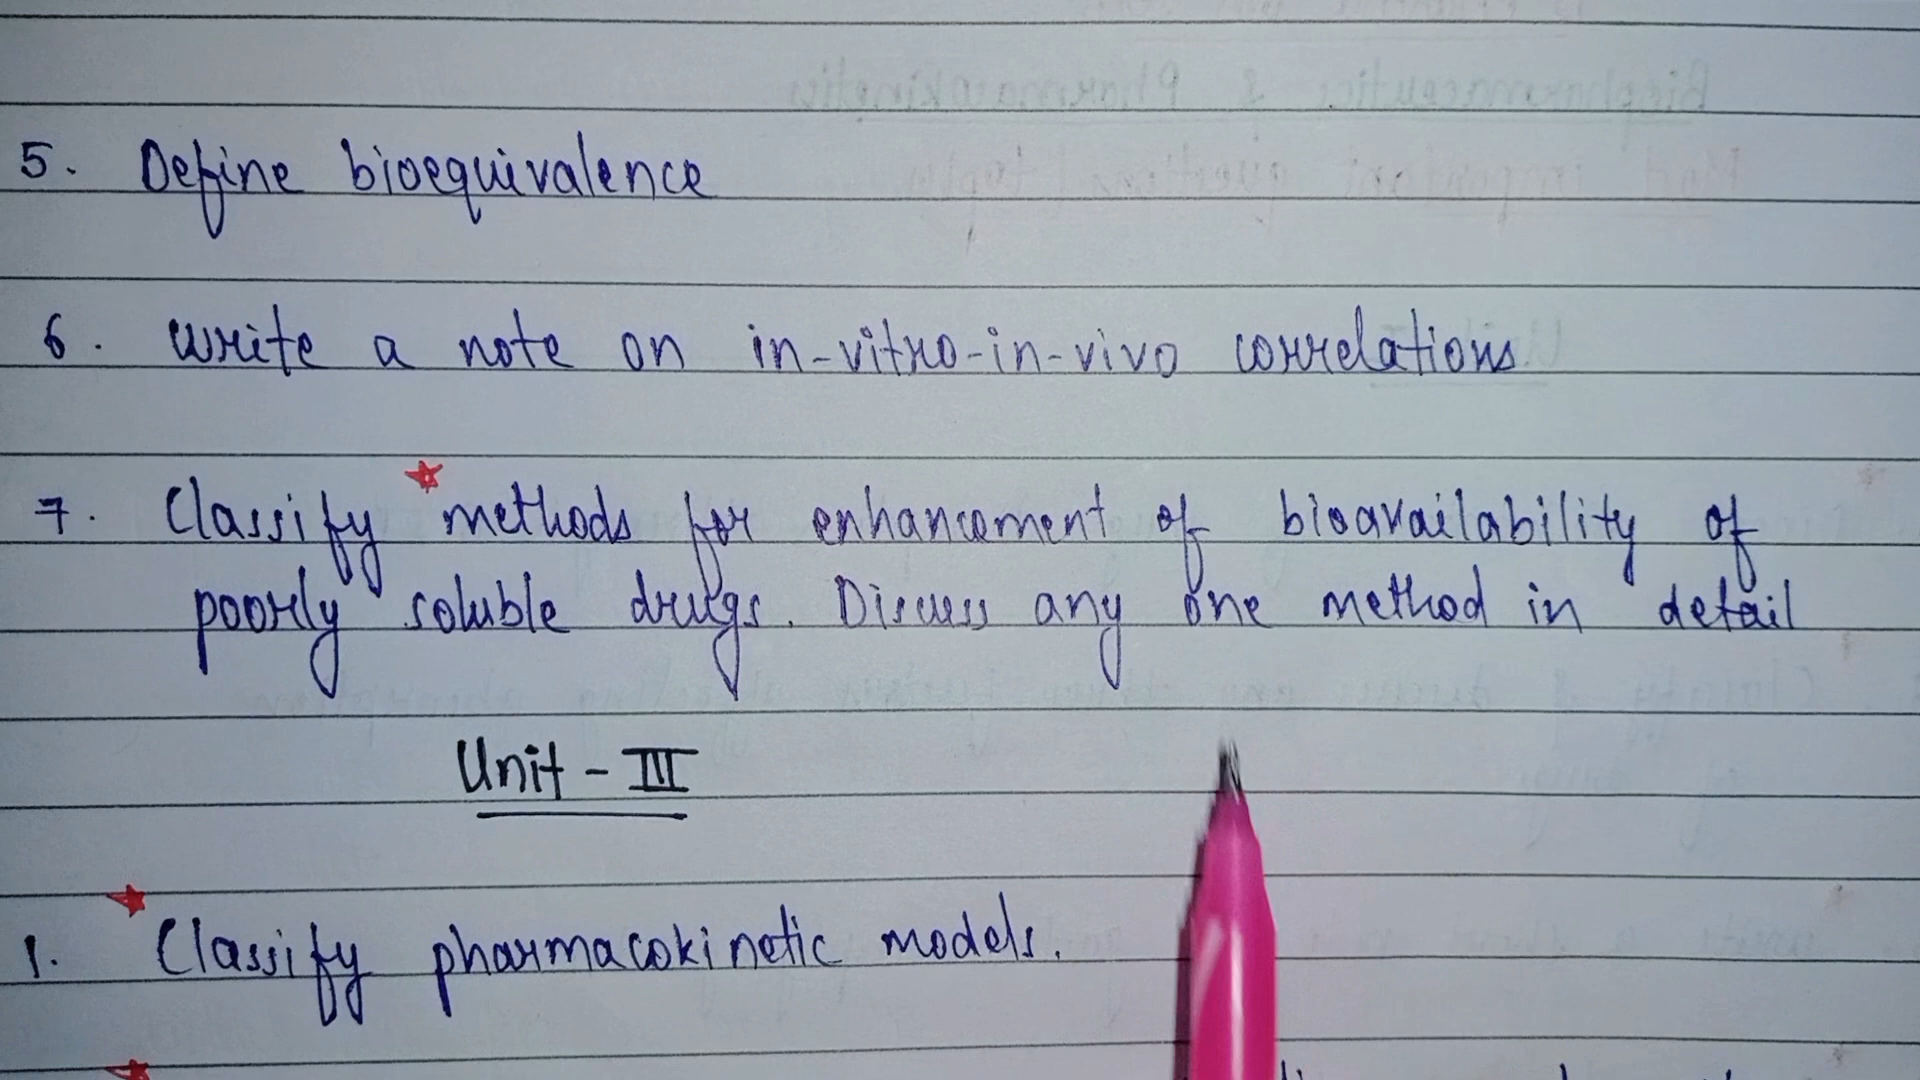 5. Define bioequivalence
6. Write a note on in-vitro-in-vivo correlations
7. Classify methods for enhancement of bioavailability of
poorly soluble drugs. Discuss any one method in detail
Unit - III
1. Classify pharmacokinetic models.